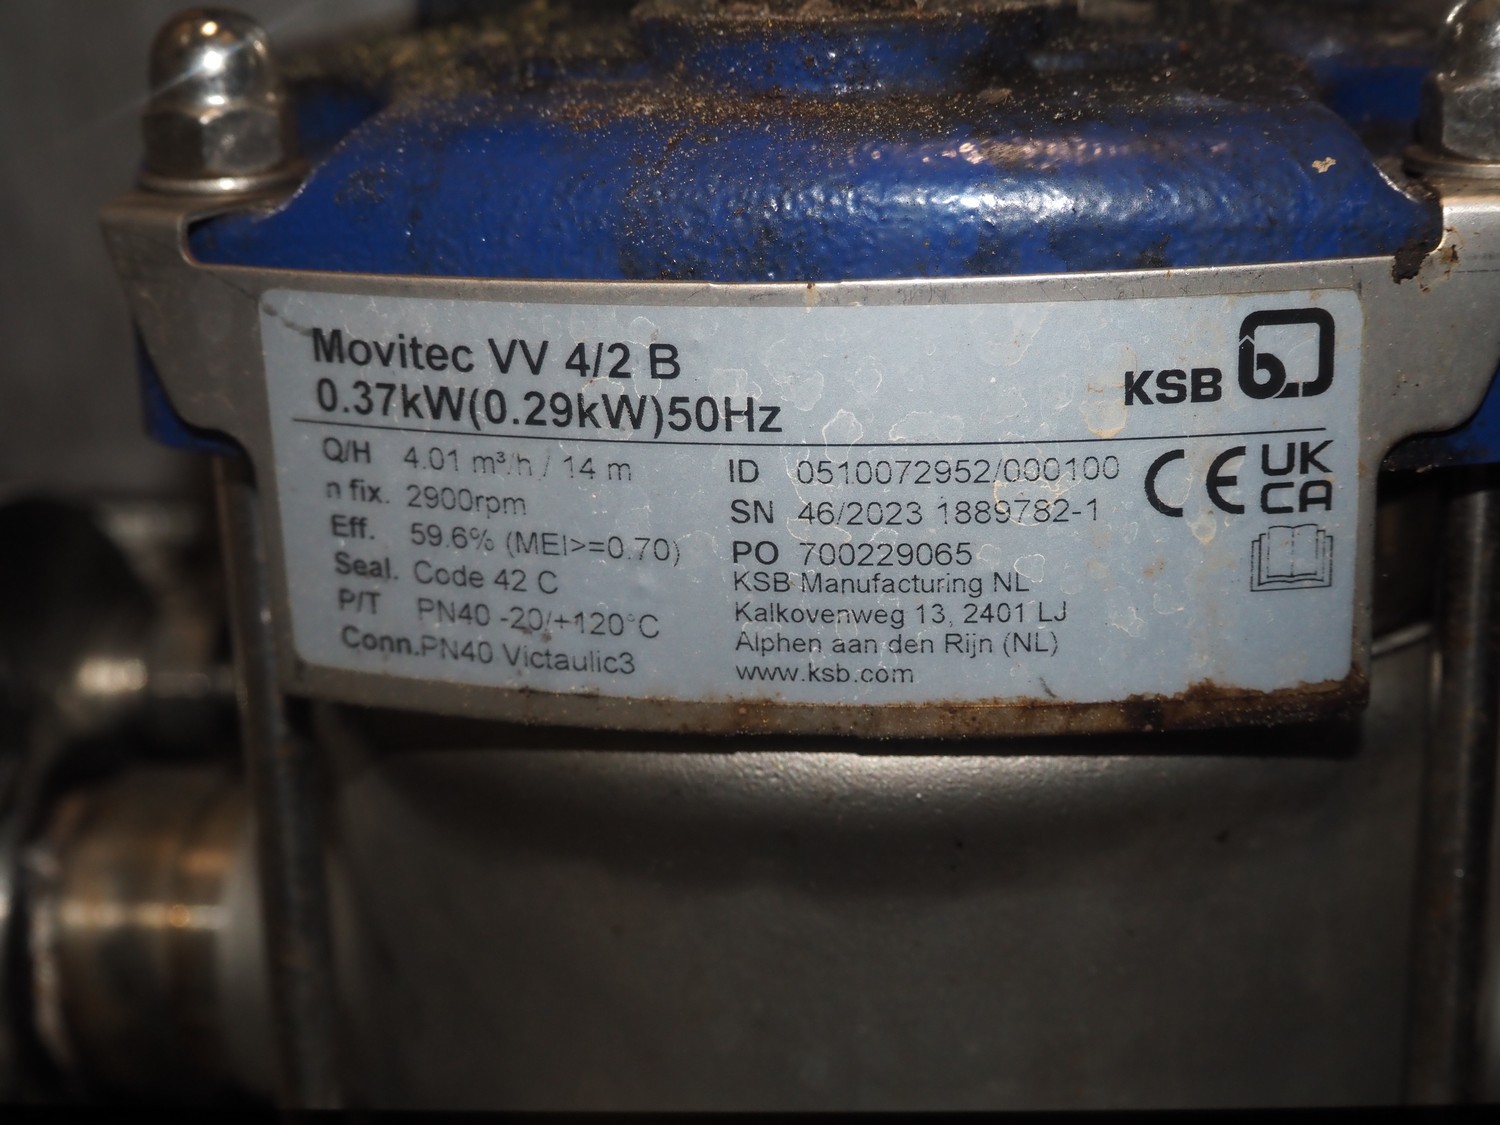 Movitec VV 4/2 B
0.37kW(0.29kW)50Hz
KSB
Q/H 4.01 m³/h / 14 m
n fix. 2900rpm
Eff. 59.6% (MEI>=0.70)
Seal. Code 42 C
P/T PN40 -20/+120°C
Conn.PN40 Victaulic3
ID 0510072952/000100
SN 46/2023 1889782-1
PO 700229065
KSB Manufacturing NL
Kalkovenweg 13, 2401 LJ
Alphen aan den Rijn (NL)
www.ksb.com
CE UK
CA